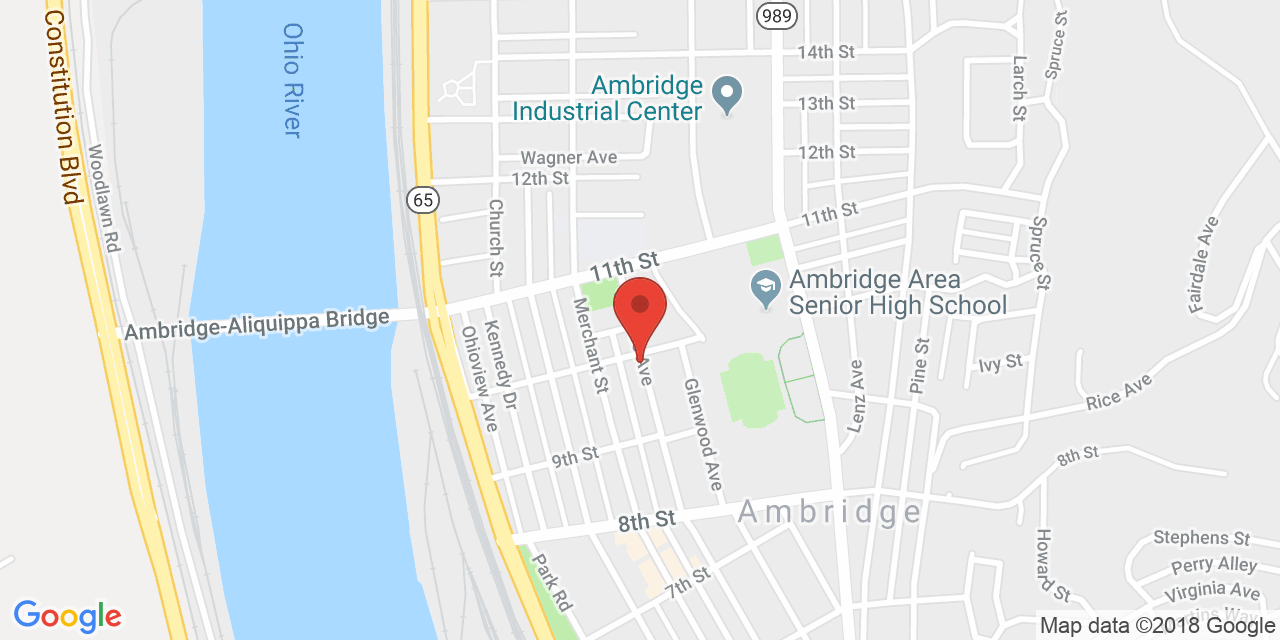 Constitution Blvd
Woodlawn Rd
Ohio River
989
14th St
Ambridge
Industrial Center
13th St
Larch St
Spruce St
Wagner Ave
12th St
12th St
65
Church St
11th St
11th St
Spruce St
Fairdale Ave
Ambridge Area
Senior High School
Ambridge-Aliquippa Bridge
Ohioview Ave
Kennedy Dr
Merchant St
Ave
Glenwood Ave
Lenz Ave
Pine St
Ivy St
Rice Ave
9th St
8th St
8th St
Ambridge
Park Rd
7th St
Howard St
Stephens St
Perry Alley
Virginia Ave
Way
Google
Map data ©2018 Google